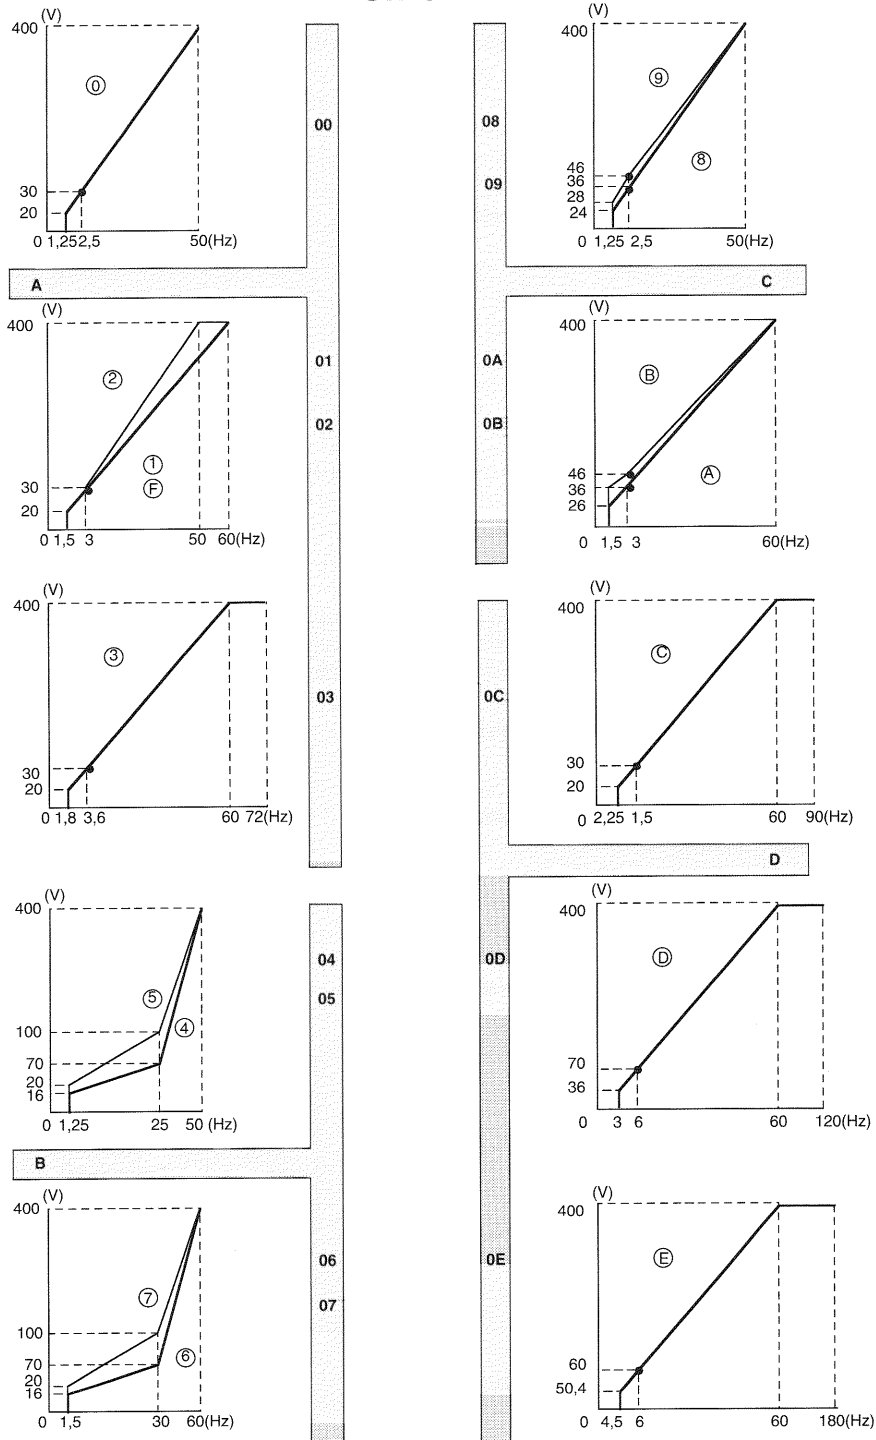 (V)
400
⓪
30
20
0 1,25 2,5 50(Hz)
00
A
(V)
400
②
①
Ⓕ
30
20
0 1,5 3 50 60(Hz)
01
02
(V)
400
③
30
20
0 1,8 3,6 60 72(Hz)
03
(V)
400
⑤
④
100
70
20
16
0 1,25 25 50 (Hz)
04
05
B
(V)
400
⑦
⑥
100
70
20
16
0 1,5 30 60(Hz)
06
07
08
09
(V)
400
⑨
⑧
46
36
28
24
0 1,25 2,5 50(Hz)
C
(V)
400
Ⓑ
Ⓐ
46
36
26
0 1,5 3 60(Hz)
0A
0B
(V)
400
Ⓒ
30
20
0 2,25 1,5 60 90(Hz)
0C
D
(V)
400
Ⓓ
70
36
0 3 6 60 120(Hz)
0D
(V)
400
Ⓔ
60
50,4
0 4,5 6 60 180(Hz)
0E